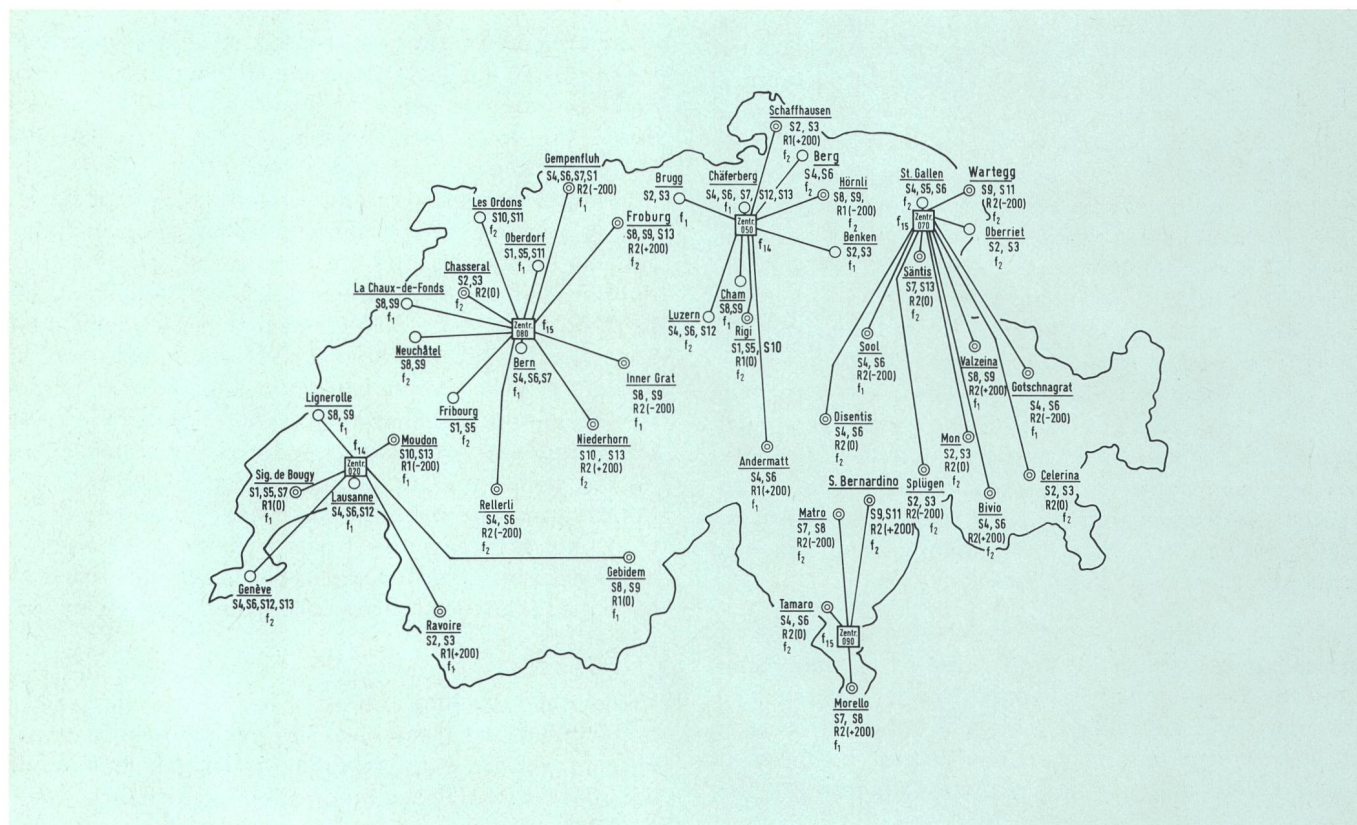 Schaffhausen
S2, S3
R1(+200)
f₂
Berg
S4, S6
f₂
Gempenfluh
S4, S6, S7, S1
R2(-200)
f₁
Brugg
S2, S3
f₁
Chäferberg
S4, S6, S7, S12, S13
f₁
Hörnli
S8, S9,
R1(-200)
f₂
St. Gallen
S4, S5, S6
f₂
Wartegg
S9, S11
R2(-200)
f₂
Les Ordons
S10, S11
f₂
Froburg
S8, S9, S13
R2(+200)
f₂
Zentr.
050
f₁₄
f₁₅
Zentr.
070
Oberriet
S2, S3
f₂
Oberdorf
S1, S5, S11
f₁
Benken
S2, S3
f₁
Chasseral
S2, S3
R2(0)
f₂
Säntis
S7, S13
R2(0)
f₂
La Chaux-de-Fonds
S8, S9
f₁
Cham
S8, S9
f₁
Luzern
S4, S6, S12
f₂
Rigi
S1, S5, S10
R1(0)
f₂
Zentr.
080
f₁₅
Neuchâtel
S8, S9
f₂
Bern
S4, S6, S7
f₁
Sool
S4, S6
R2(-200)
f₁
Valzeina
S8, S9
R2(+200)
f₁
Gotschnagrat
S4, S6
R2(-200)
f₁
Inner Grat
S8, S9
R2(-200)
f₁
Lignerolle
S8, S9
f₁
Fribourg
S1, S5
f₂
Niederhorn
S10, S13
R2(+200)
f₂
Disentis
S4, S6
R2(0)
f₂
Mon
S2, S3
R2(0)
f₂
Moudon
S10, S13
R1(-200)
f₁
f₁₄
Zentr.
020
Andermatt
S4, S6
R1(+200)
f₁
Sig. de Bougy
S1, S5, S7
R1(0)
f₁
Lausanne
S4, S6, S12
f₁
Rellerli
S4, S6
R2(-200)
f₂
S. Bernardino
S9, S11
R2(+200)
f₂
Splügen
S2, S3
R2(-200)
f₂
Celerina
S2, S3
R2(0)
f₂
Bivio
S4, S6
R2(+200)
f₂
Matro
S7, S8
R2(-200)
f₂
Gebidem
S8, S9
R1(0)
f₁
Genève
S4, S6, S12, S13
f₂
Ravoire
S2, S3
R1(+200)
f₁
Tamaro
S4, S6
R2(0)
f₂
f₁₅
Zentr.
090
Morello
S7, S8
R2(+200)
f₁